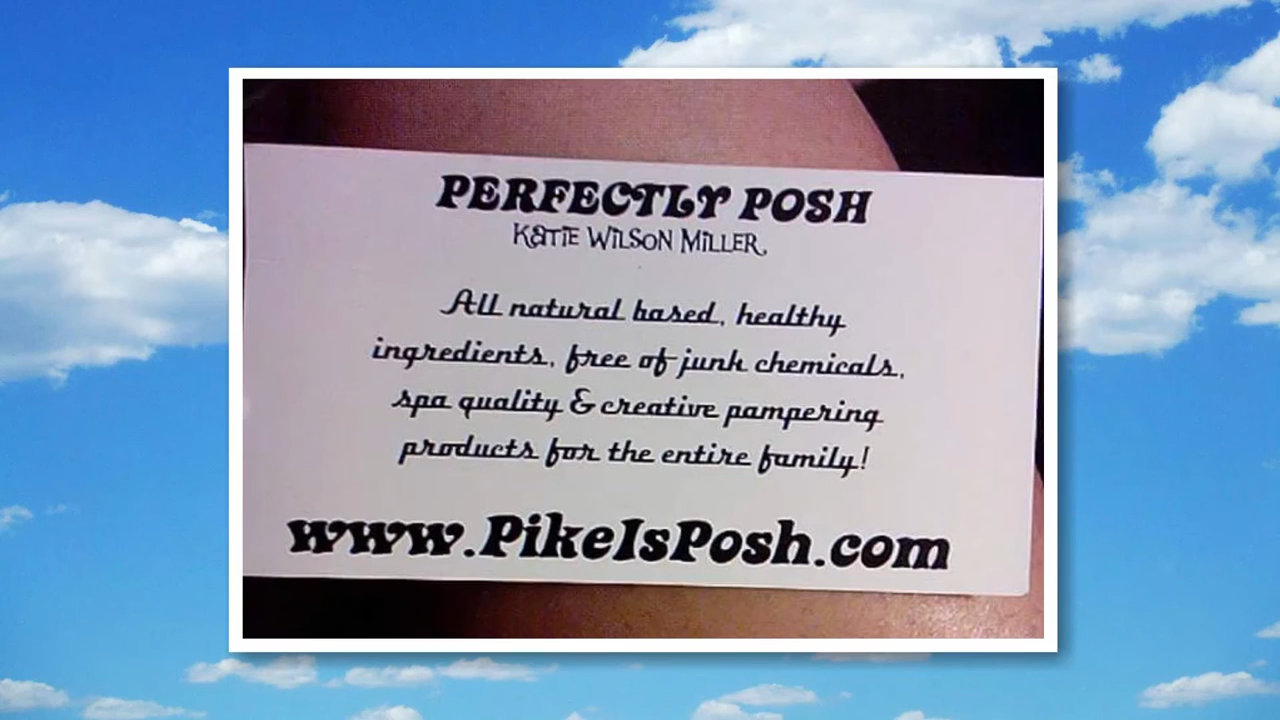 PERFECTLY POSH
KATIE WILSON MILLER
All natural based, healthy
ingredients, free of junk chemicals,
spa quality & creative pampering
products for the entire family!
www.PikeIsPosh.com